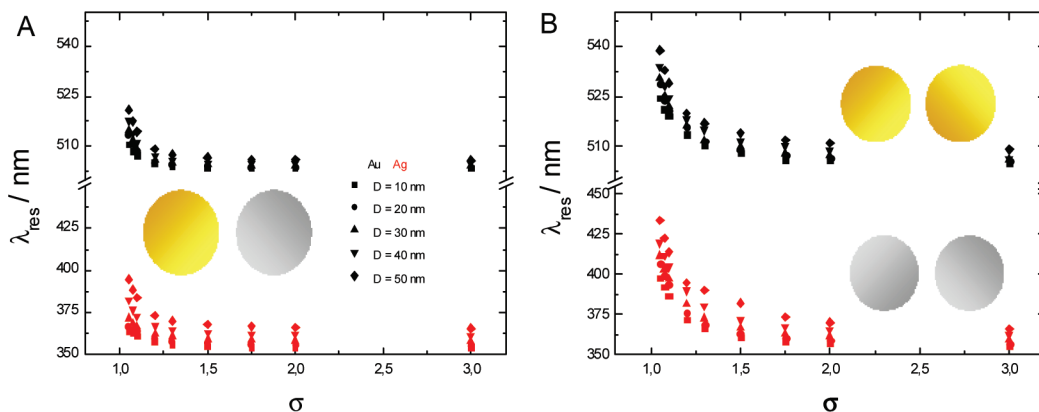 A
540
525
510
425
400
375
350
λres / nm
1,0 1,5 2,0 2,5 3,0
σ
Au Ag
D = 10 nm
D = 20 nm
D = 30 nm
D = 40 nm
D = 50 nm
B
540
525
510
450
425
400
375
350
λres / nm
1,0 1,5 2,0 2,5 3,0
σ